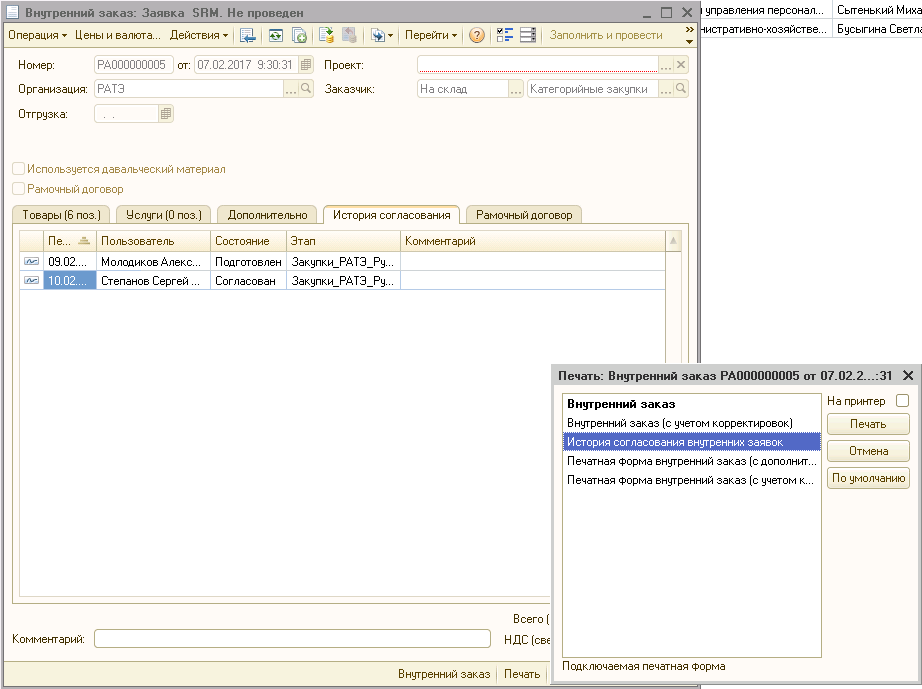 Внутренний заказ: Заявка SRM. Не проведен
управления персонал... Сытенький Миха
нистративно-хозяйстве... Бусыгина Светла
Операция Цены и валюта... Действия Перейти Заполнить и провести »
Номер: РА000000005 от: 07.02.2017 9:30:31 Проект: ...
Организация: РАТЭ ... Заказчик: На склад ... Категорийные закупки ...
Отгрузка: . .
Используется давальческий материал
Рамочный договор
Товары (6 поз.) Услуги (0 поз.) Дополнительно История согласования Рамочный договор
Пе... Пользователь Состояние Этап Комментарий
09.02.... Молодиков Алекс... Подготовлен Закупки_РАТЭ_Ру...
10.02.... Степанов Сергей ... Согласован Закупки_РАТЭ_Ру...
Всего (
Комментарий: НДС (све
Внутренний заказ Печать
Печать: Внутренний заказ РА000000005 от 07.02.2...:31
Внутренний заказ
Внутренний заказ (с учетом корректировок)
История согласования внутренних заявок
Печатная форма внутренний заказ (с дополнит...
Печатная форма внутренний заказ (с учетом к...
На принтер
Печать
Отмена
По умолчанию
Подключаемая печатная форма